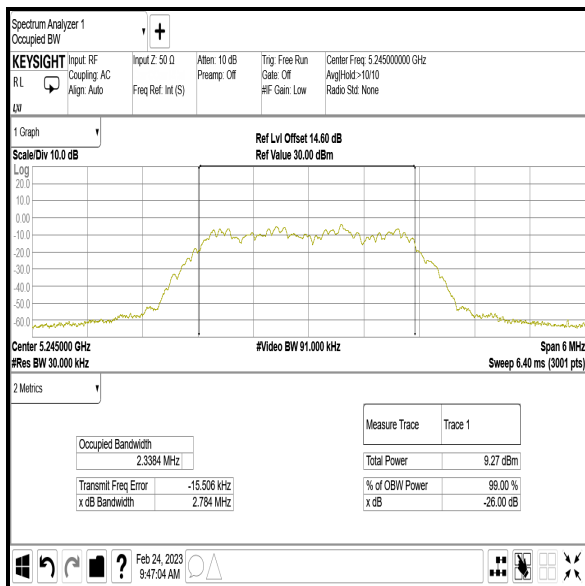 Spectrum Analyzer 1
Occupied BW
KEYSIGHT
R L
LXI
Input: RF
Coupling: AC
Align: Auto
Input Z: 50 Ω
Freq Ref: Int (S)
Atten: 10 dB
Preamp: Off
Trig: Free Run
Gate: Off
#IF Gain: Low
Center Freq: 5.245000000 GHz
Avg|Hold:>10/10
Radio Std: None
1 Graph
Scale/Div 10.0 dB
Ref Lvl Offset 14.60 dB
Ref Value 30.00 dBm
Log
20.0
10.0
0.00
-10.0
-20.0
-30.0
-40.0
-50.0
-60.0
Center 5.245000 GHz
#Res BW 30.000 kHz
#Video BW 91.000 kHz
Span 6 MHz
Sweep 6.40 ms (3001 pts)
2 Metrics
Occupied Bandwidth
2.3384 MHz
Transmit Freq Error -15.506 kHz
x dB Bandwidth 2.784 MHz
Measure Trace Trace 1
Total Power 9.27 dBm
% of OBW Power 99.00 %
x dB -26.00 dB
?
Feb 24, 2023
9:47:04 AM